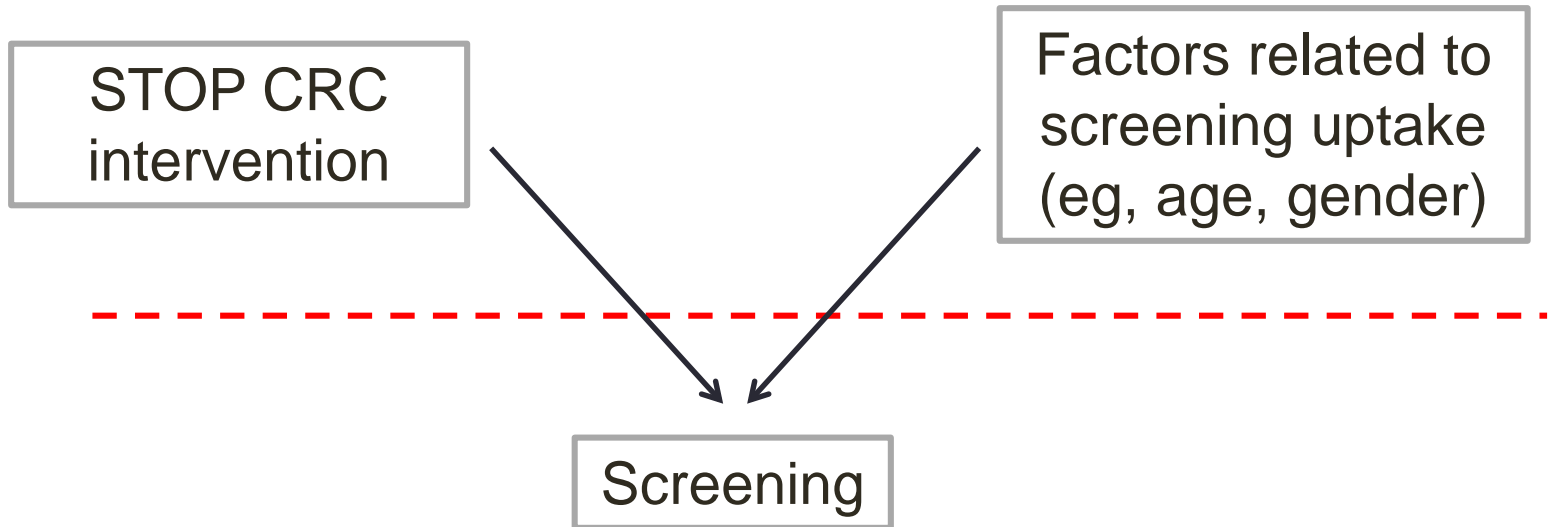 STOP CRC
intervention
Factors related to
screening uptake
(eg, age, gender)
Screening